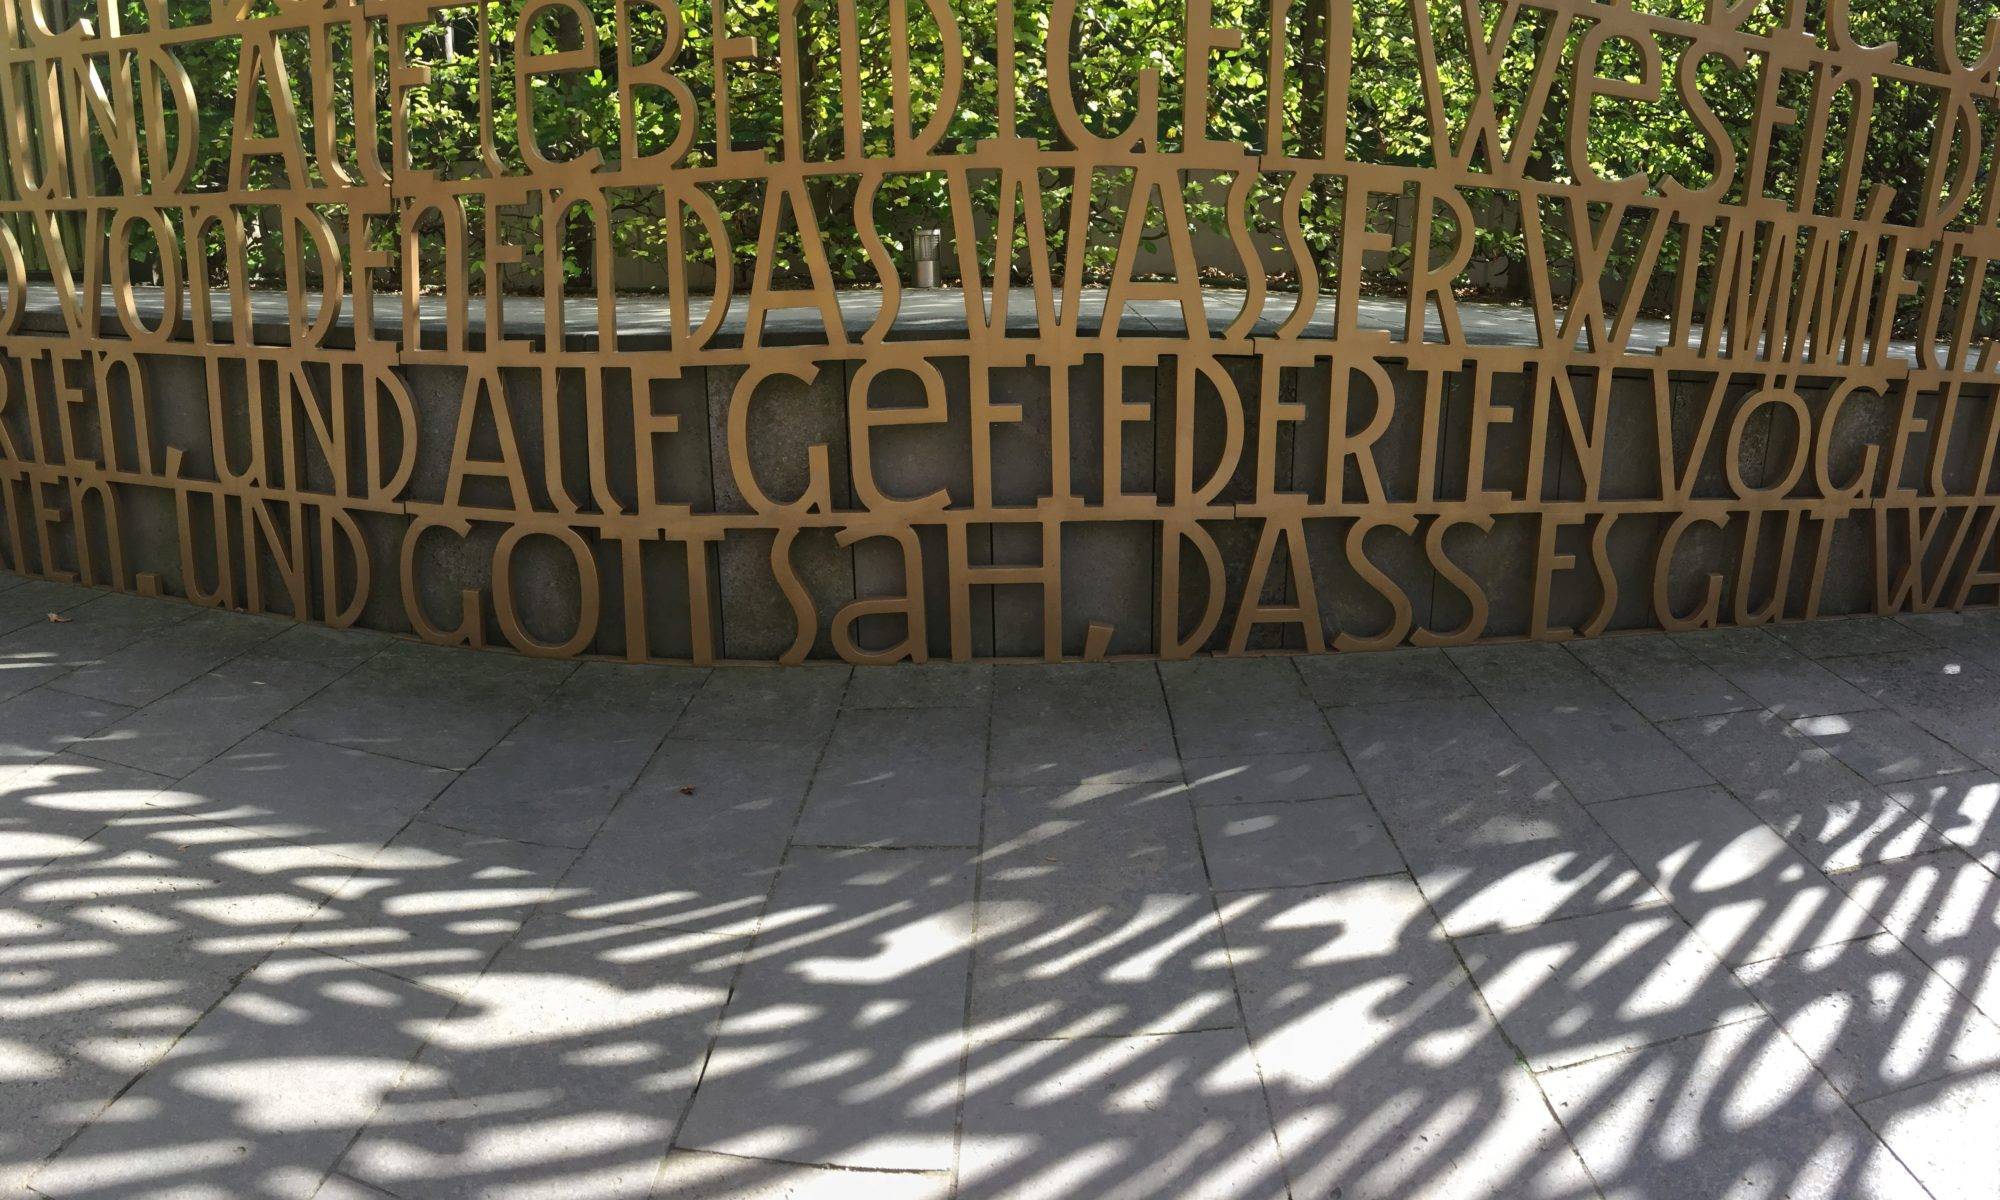 UND ALLE LEBENDIGEN WESEN,
VON DENEN DAS WASSER WIMMELT
UND ALLE GEFIEDERTEN VÖGEL
UND GOTT SAH, DASS ES GUT WA